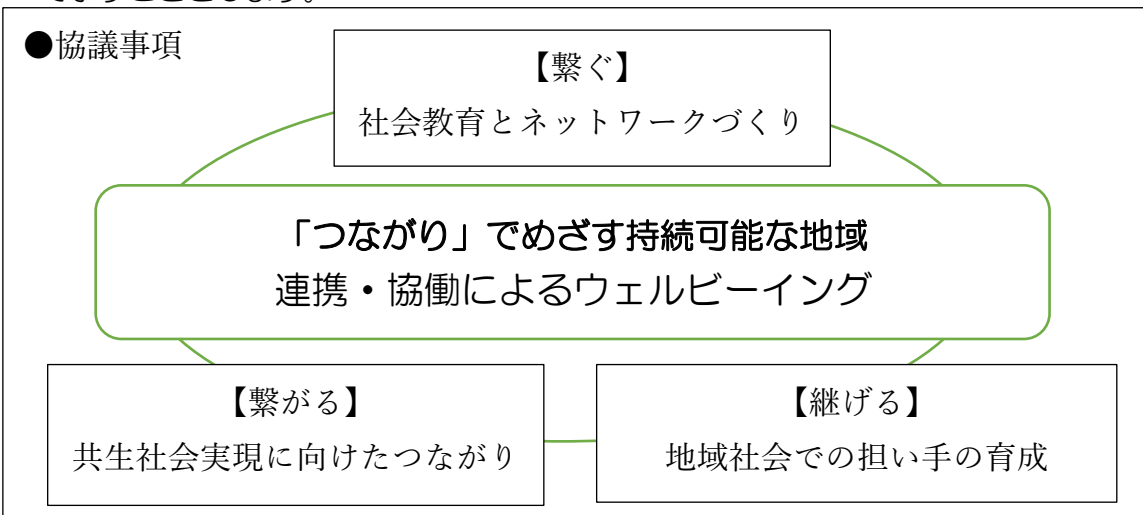 ●協議事項
【繋ぐ】
社会教育とネットワークづくり
「つながり」でめざす持続可能な地域
連携・協働によるウェルビーイング
【繋がる】
共生社会実現に向けたつながり
【継げる】
地域社会での担い手の育成